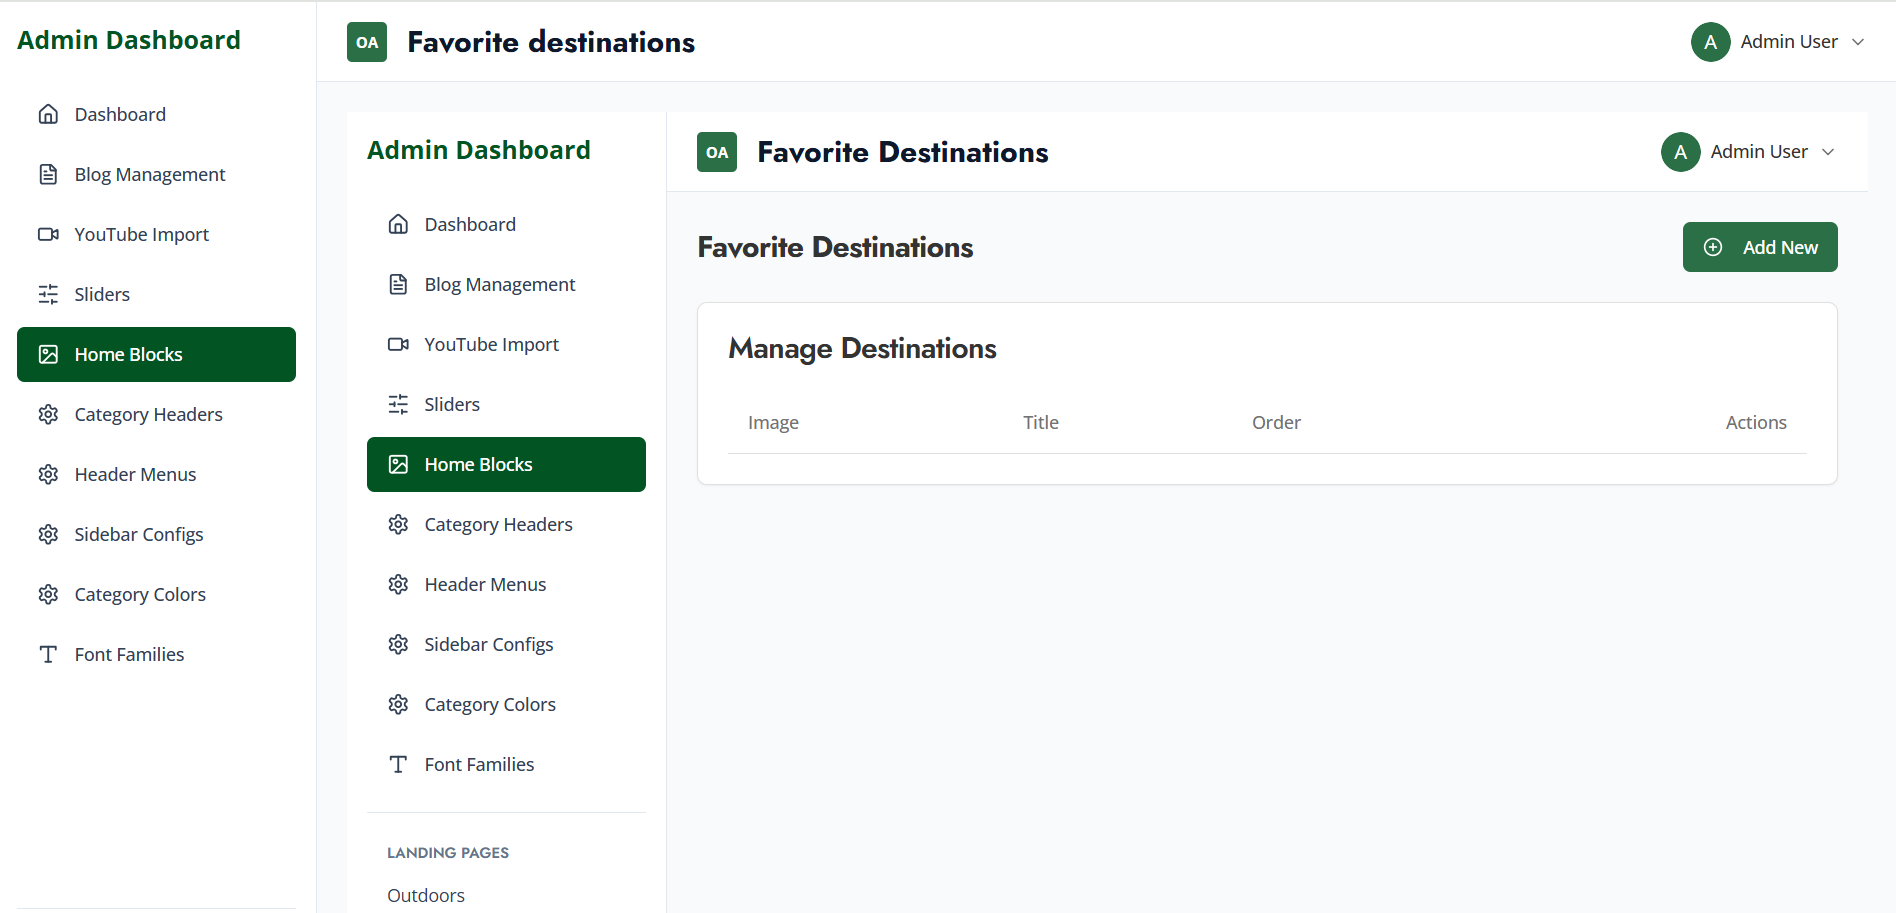 Admin Dashboard
Dashboard
Blog Management
YouTube Import
Sliders
Home Blocks
Category Headers
Header Menus
Sidebar Configs
Category Colors
Font Families
OA Favorite destinations
A Admin User
Admin Dashboard
Dashboard
Blog Management
YouTube Import
Sliders
Home Blocks
Category Headers
Header Menus
Sidebar Configs
Category Colors
Font Families
LANDING PAGES
Outdoors
OA Favorite Destinations
A Admin User
Favorite Destinations
Add New
Manage Destinations
Image Title Order Actions